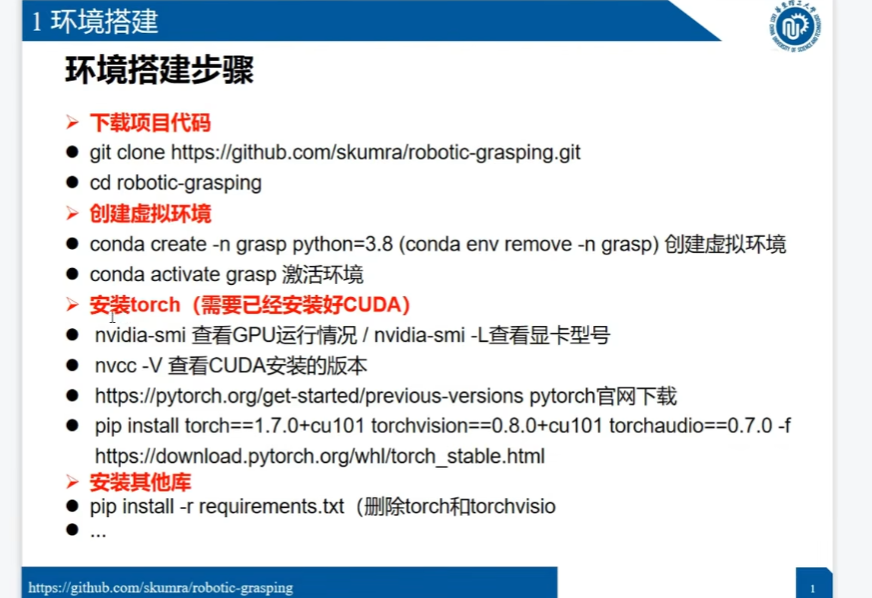 1 环境搭建
环境搭建步骤
➢ 下载项目代码
● git clone https://github.com/skumra/robotic-grasping.git
● cd robotic-grasping
➢ 创建虚拟环境
● conda create -n grasp python=3.8 (conda env remove -n grasp) 创建虚拟环境
● conda activate grasp 激活环境
➢ 安装torch（需要已经安装好CUDA）
● nvidia-smi 查看GPU运行情况 / nvidia-smi -L查看显卡型号
● nvcc -V 查看CUDA安装的版本
● https://pytorch.org/get-started/previous-versions pytorch官网下载
● pip install torch==1.7.0+cu101 torchvision==0.8.0+cu101 torchaudio==0.7.0 -f
https://download.pytorch.org/whl/torch_stable.html
➢ 安装其他库
● pip install -r requirements.txt（删除torch和torchvisio
● ...
https://github.com/skumra/robotic-grasping
1